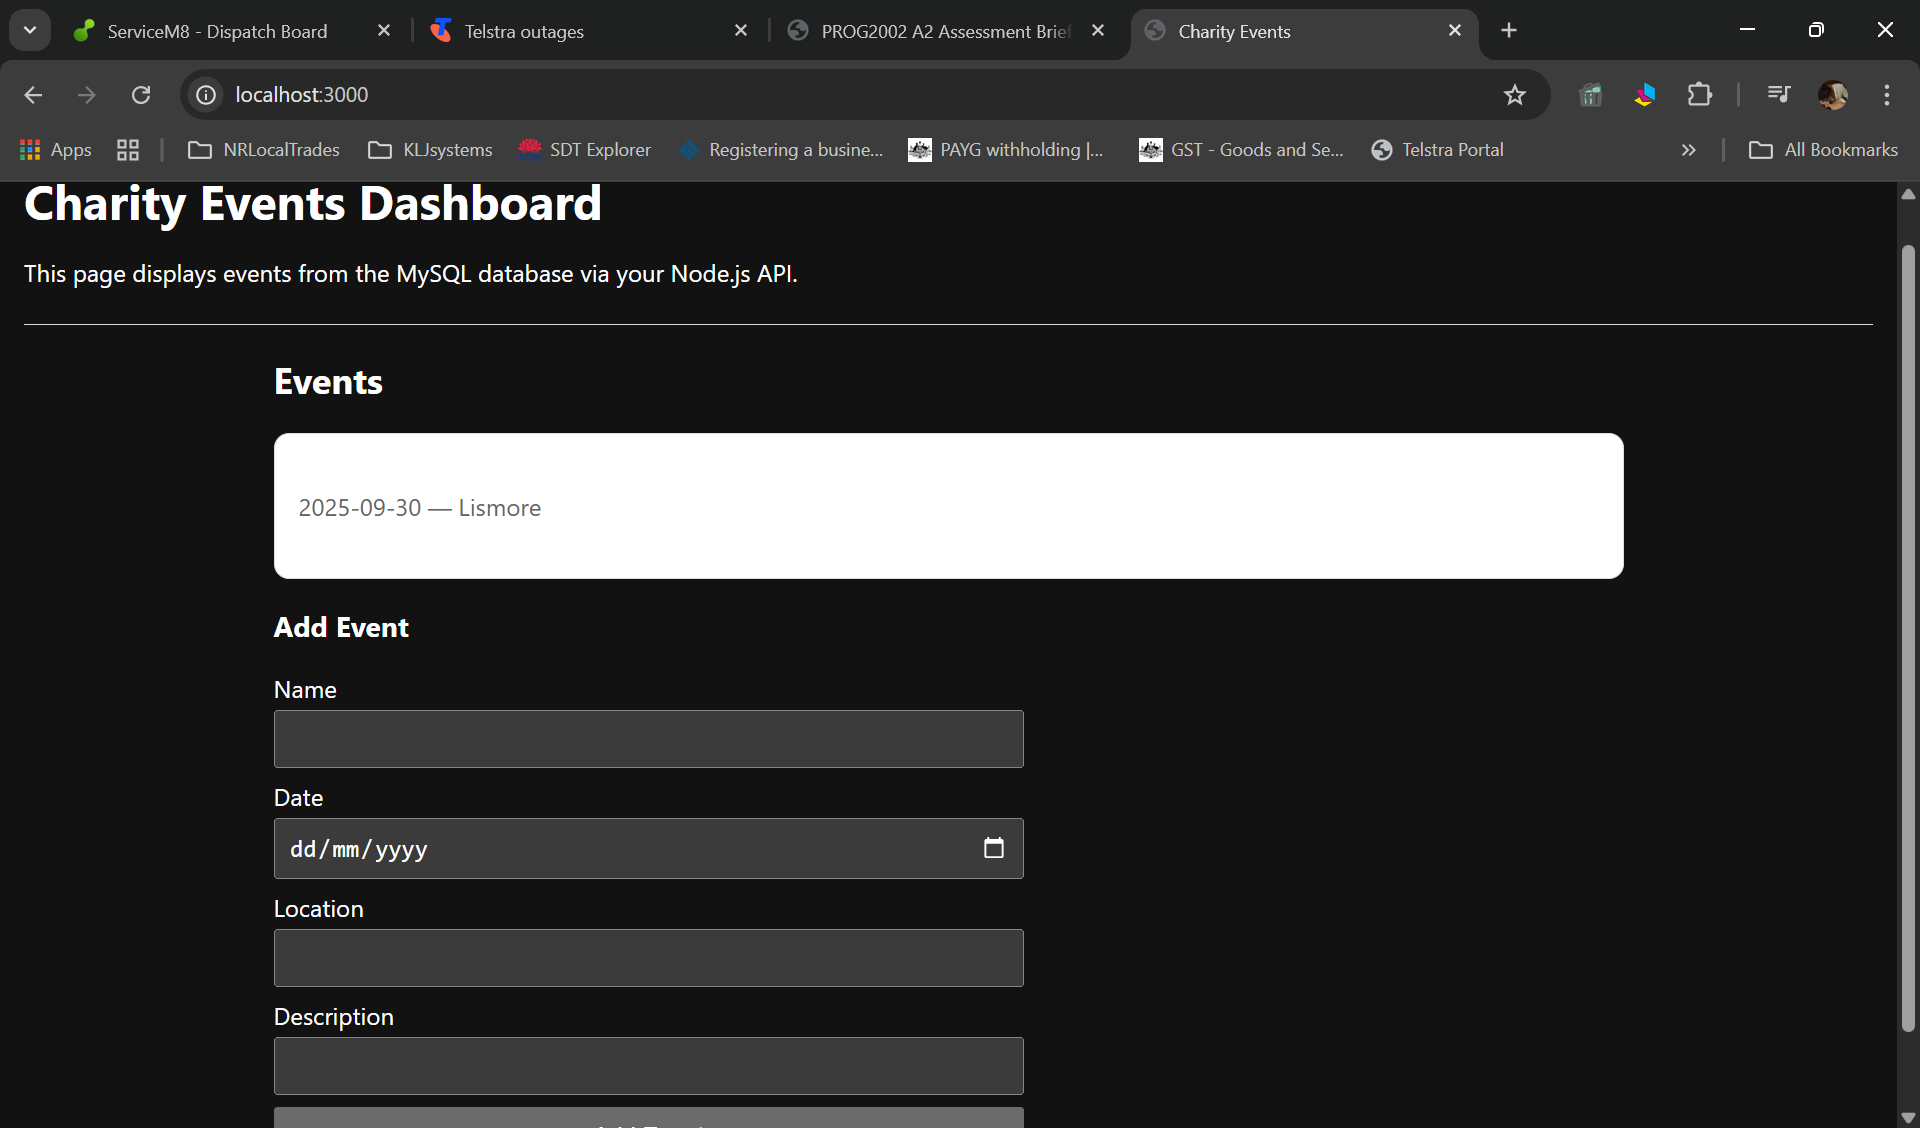 ServiceM8 - Dispatch Board
Telstra outages
PROG2002 A2 Assessment Brief
Charity Events
localhost:3000
Apps
NRLocalTrades
KLJsystems
SDT Explorer
Registering a busine...
PAYG withholding |...
GST - Goods and Se...
Telstra Portal
All Bookmarks
Charity Events Dashboard
This page displays events from the MySQL database via your Node.js API.
Events
2025-09-30 — Lismore
Add Event
Name
Date
dd/mm/yyyy
Location
Description